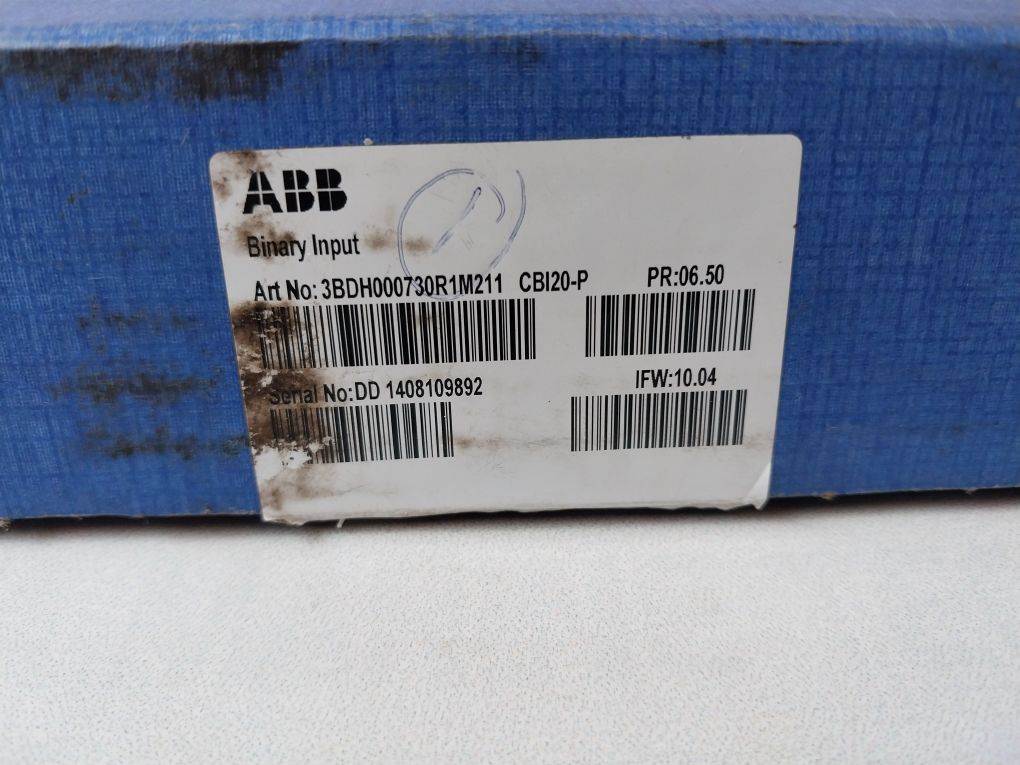 ABB
Binary Input
Art No: 3BDH000730R1M211 CBI20-P PR:06.50
Serial No:DD 1408109892 IFW:10.04